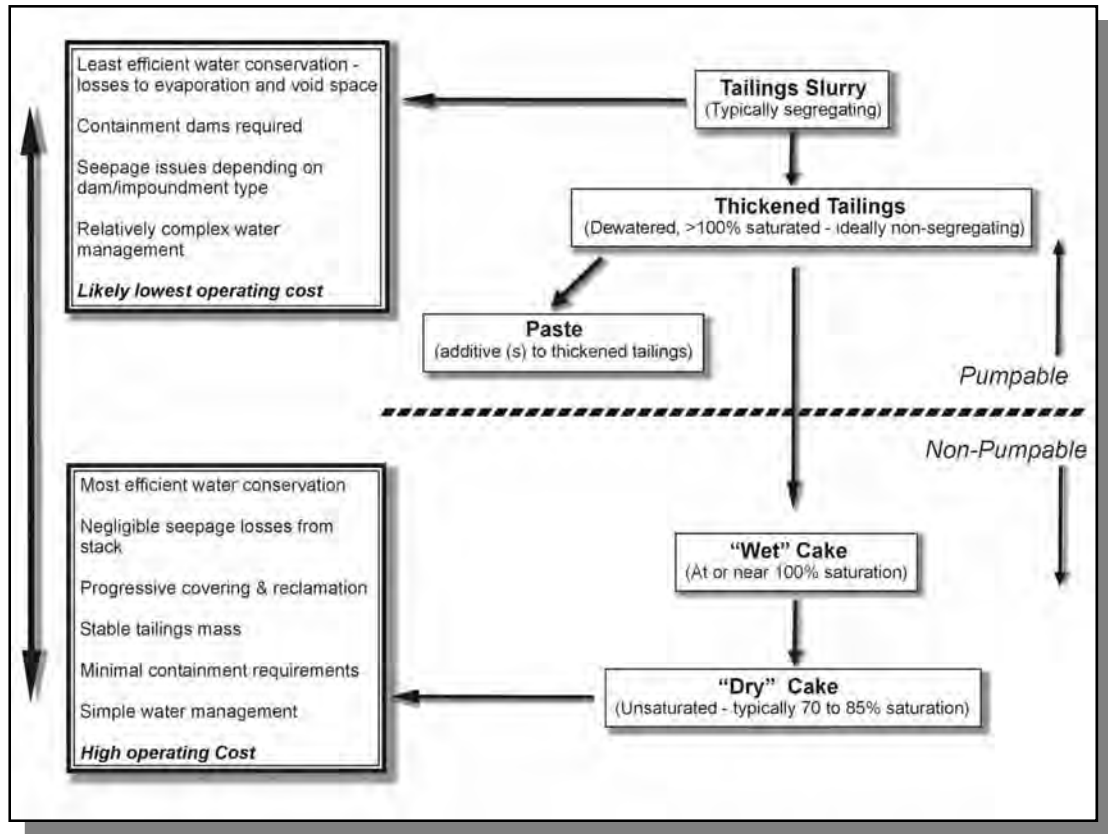 Least efficient water conservation -
losses to evaporation and void space
Containment dams required
Seepage issues depending on
dam/impoundment type
Relatively complex water
management
Likely lowest operating cost
Tailings Slurry
(Typically segregating)
Thickened Tailings
(Dewatered, >100% saturated - ideally non-segregating)
Paste
(additive (s) to thickened tailings)
Pumpable
Non-Pumpable
Most efficient water conservation
Negligible seepage losses from
stack
Progressive covering & reclamation
Stable tailings mass
Minimal containment requirements
Simple water management
High operating Cost
“Wet” Cake
(At or near 100% saturation)
“Dry” Cake
(Unsaturated - typically 70 to 85% saturation)